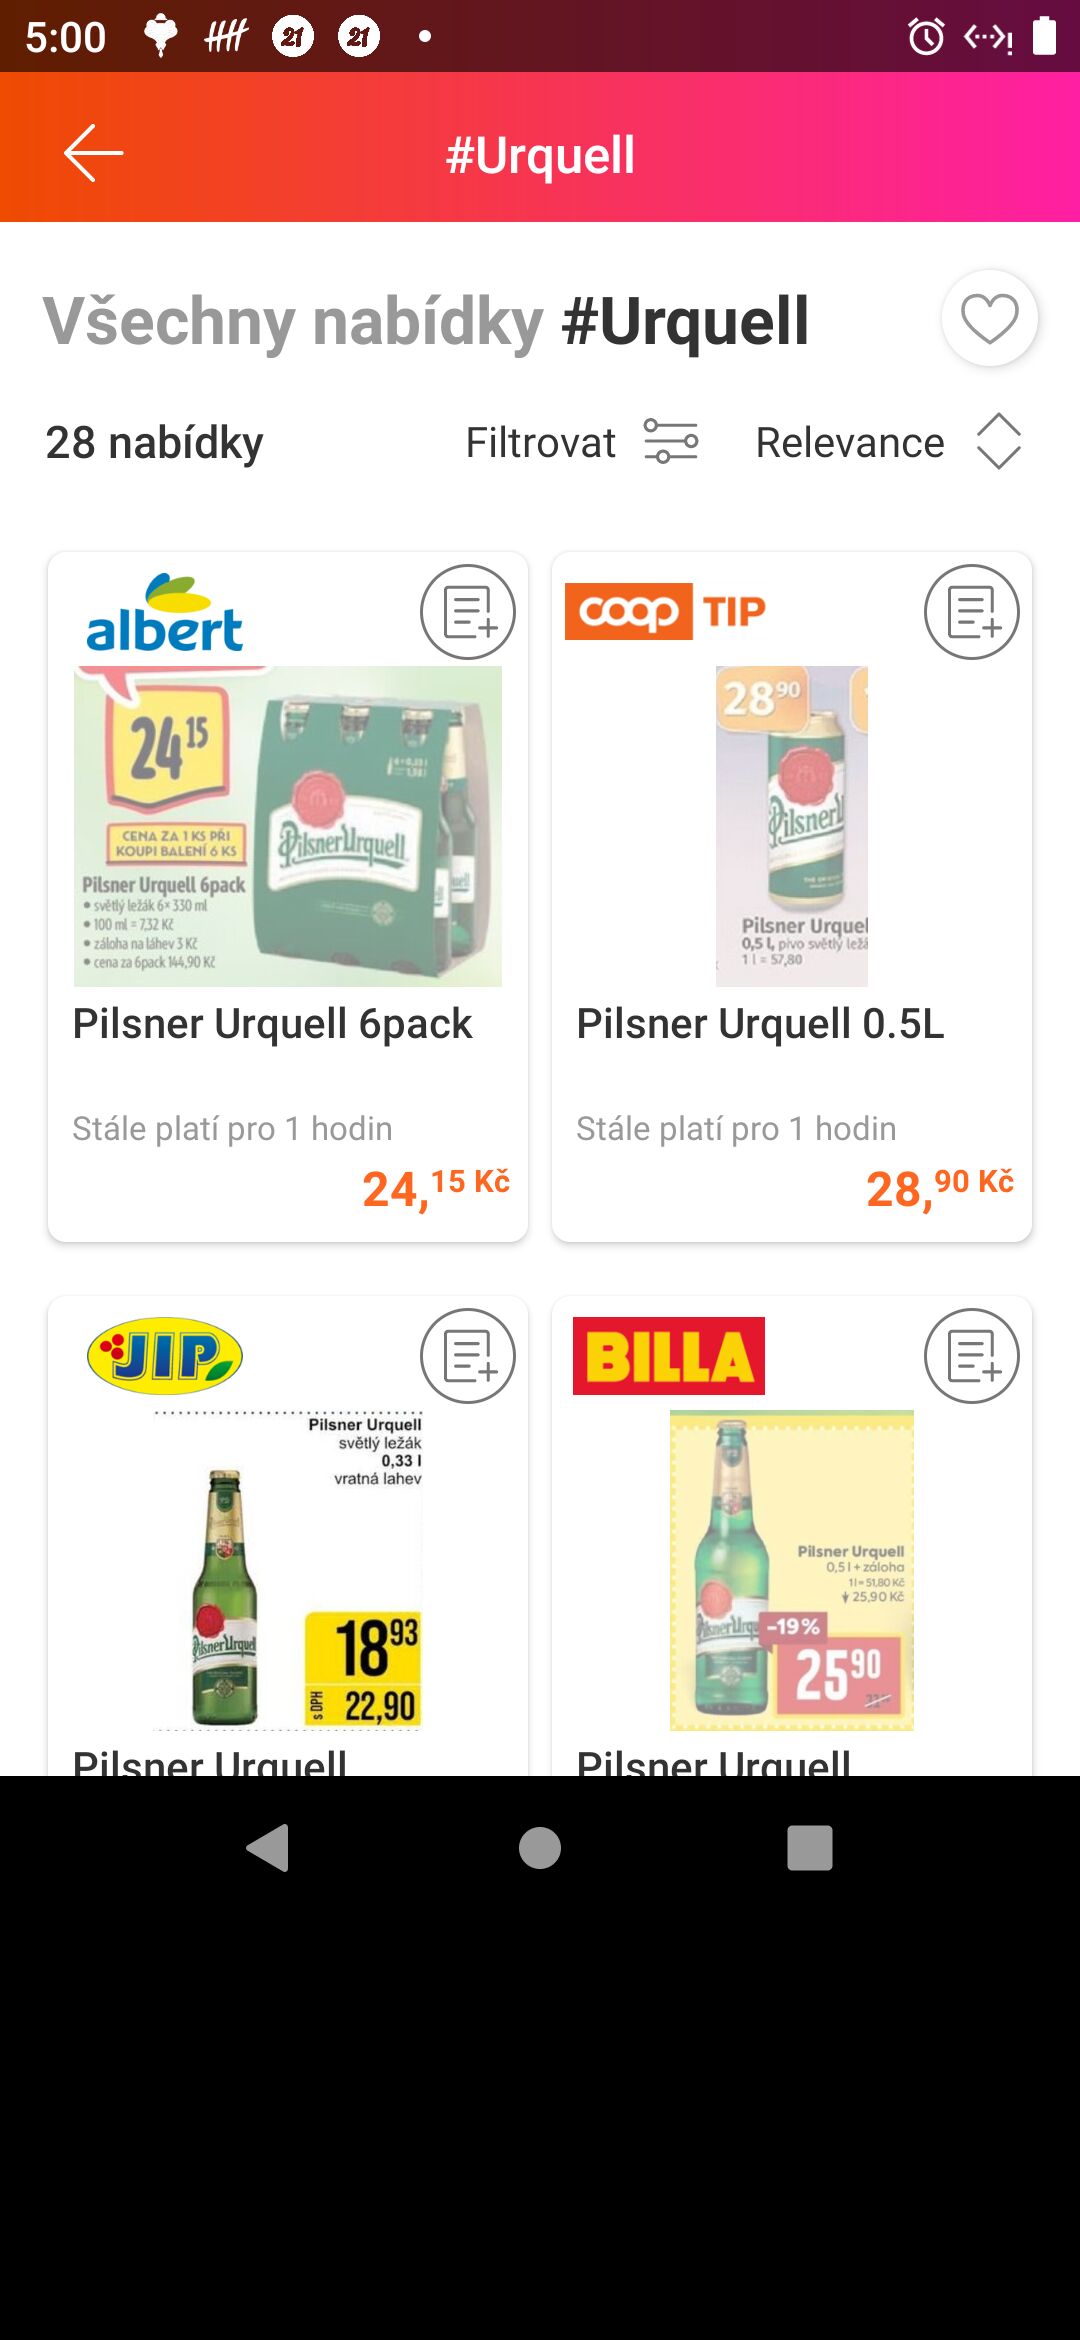 5:00
#Urquell
Všechny nabídky #Urquell
28 nabídky
Filtrovat
Relevance
albert
24 15
CENA ZA 1 KS PŘI
KOUPI BALENÍ 6 KS
Pilsner Urquell 6pack
• světlý ležák 6× 330 ml
• 100 ml = 7,32 Kč
• záloha na láhev 3 Kč
• cena za 6pack 144,90 Kč
Pilsner Urquell
Pilsner Urquell 6pack
Stále platí pro 1 hodin
24,15 Kč
coop TIP
28 90
Pilsner
Pilsner Urquel
0,5 l, pivo světlý ležá
1 l = 57,80
Pilsner Urquell 0.5L
Stále platí pro 1 hodin
28,90 Kč
JIP
Pilsner Urquell
světlý ležák
0,33 l
vratná lahev
Pilsner Urquell
18 93
s DPH 22,90
Pilsner Urquell
BILLA
Pilsner Urquell
0,5 l + záloha
1 l = 51,80 Kč
25,90 Kč
-19%
25 90
Pilsner Urquell